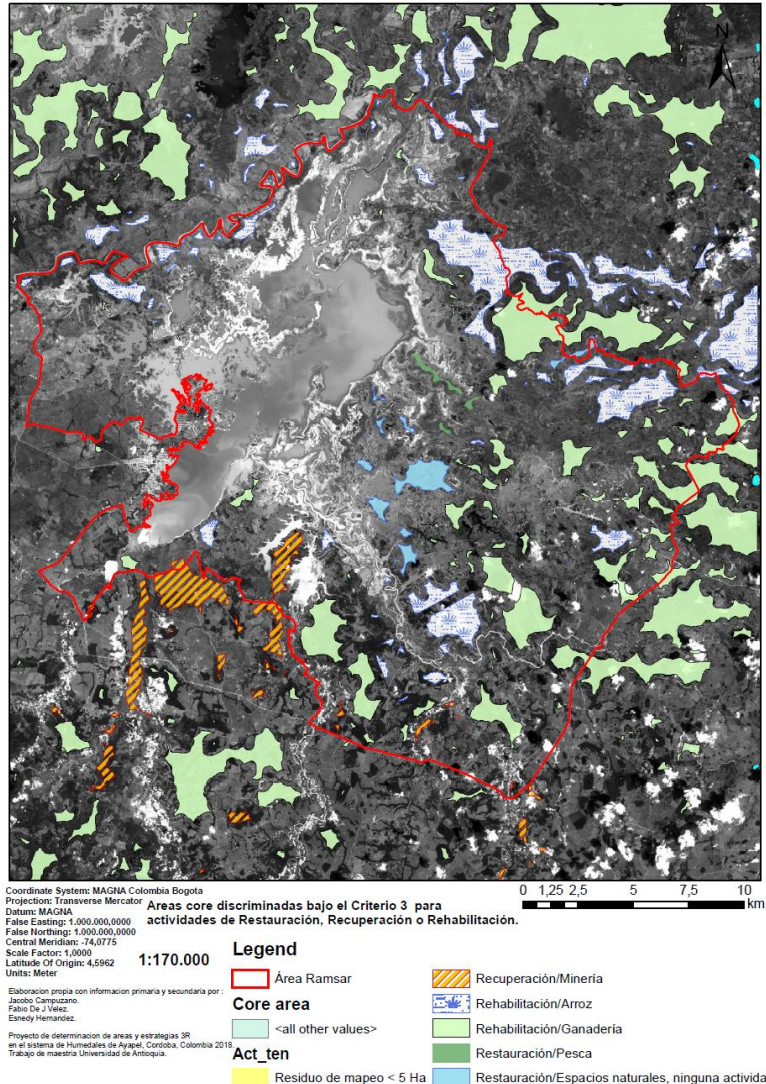 N
Coordinate System: MAGNA Colombia Bogota
Projection: Transverse Mercator
Datum: MAGNA
False Easting: 1.000.000,0000
False Northing: 1.000.000,0000
Central Meridian: -74,0775
Scale Factor: 1,0000
Latitude Of Origin: 4,5962
Units: Meter
Elaboracion propia con informacion primaria y secundaria por :
Jacobo Campuzano.
Fabio De J Velez.
Esnedy Hernandez.
Proyecto de determinacion de areas y estrategias 3R
en el sistema de Humedales de Ayapel, Cordoba, Colombia 2018.
Trabajo de maestria Universidad de Antioquia.
Areas core discriminadas bajo el Criterio 3 para
actividades de Restauración, Recuperación o Rehabilitación.
1:170.000
0 1,25 2,5 5 7,5 10
km
Legend
Área Ramsar
Core area
<all other values>
Act_ten
Residuo de mapeo < 5 Ha
Recuperación/Minería
Rehabilitación/Arroz
Rehabilitación/Ganadería
Restauración/Pesca
Restauración/Espacios naturales, ninguna activida